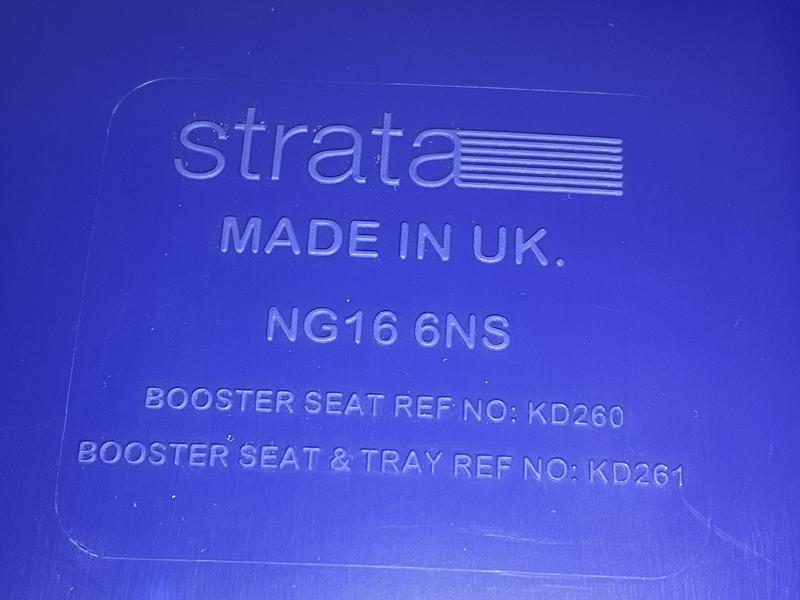 strata
MADE IN UK.
NG16 6NS
BOOSTER SEAT REF NO: KD260
BOOSTER SEAT & TRAY REF NO: KD261